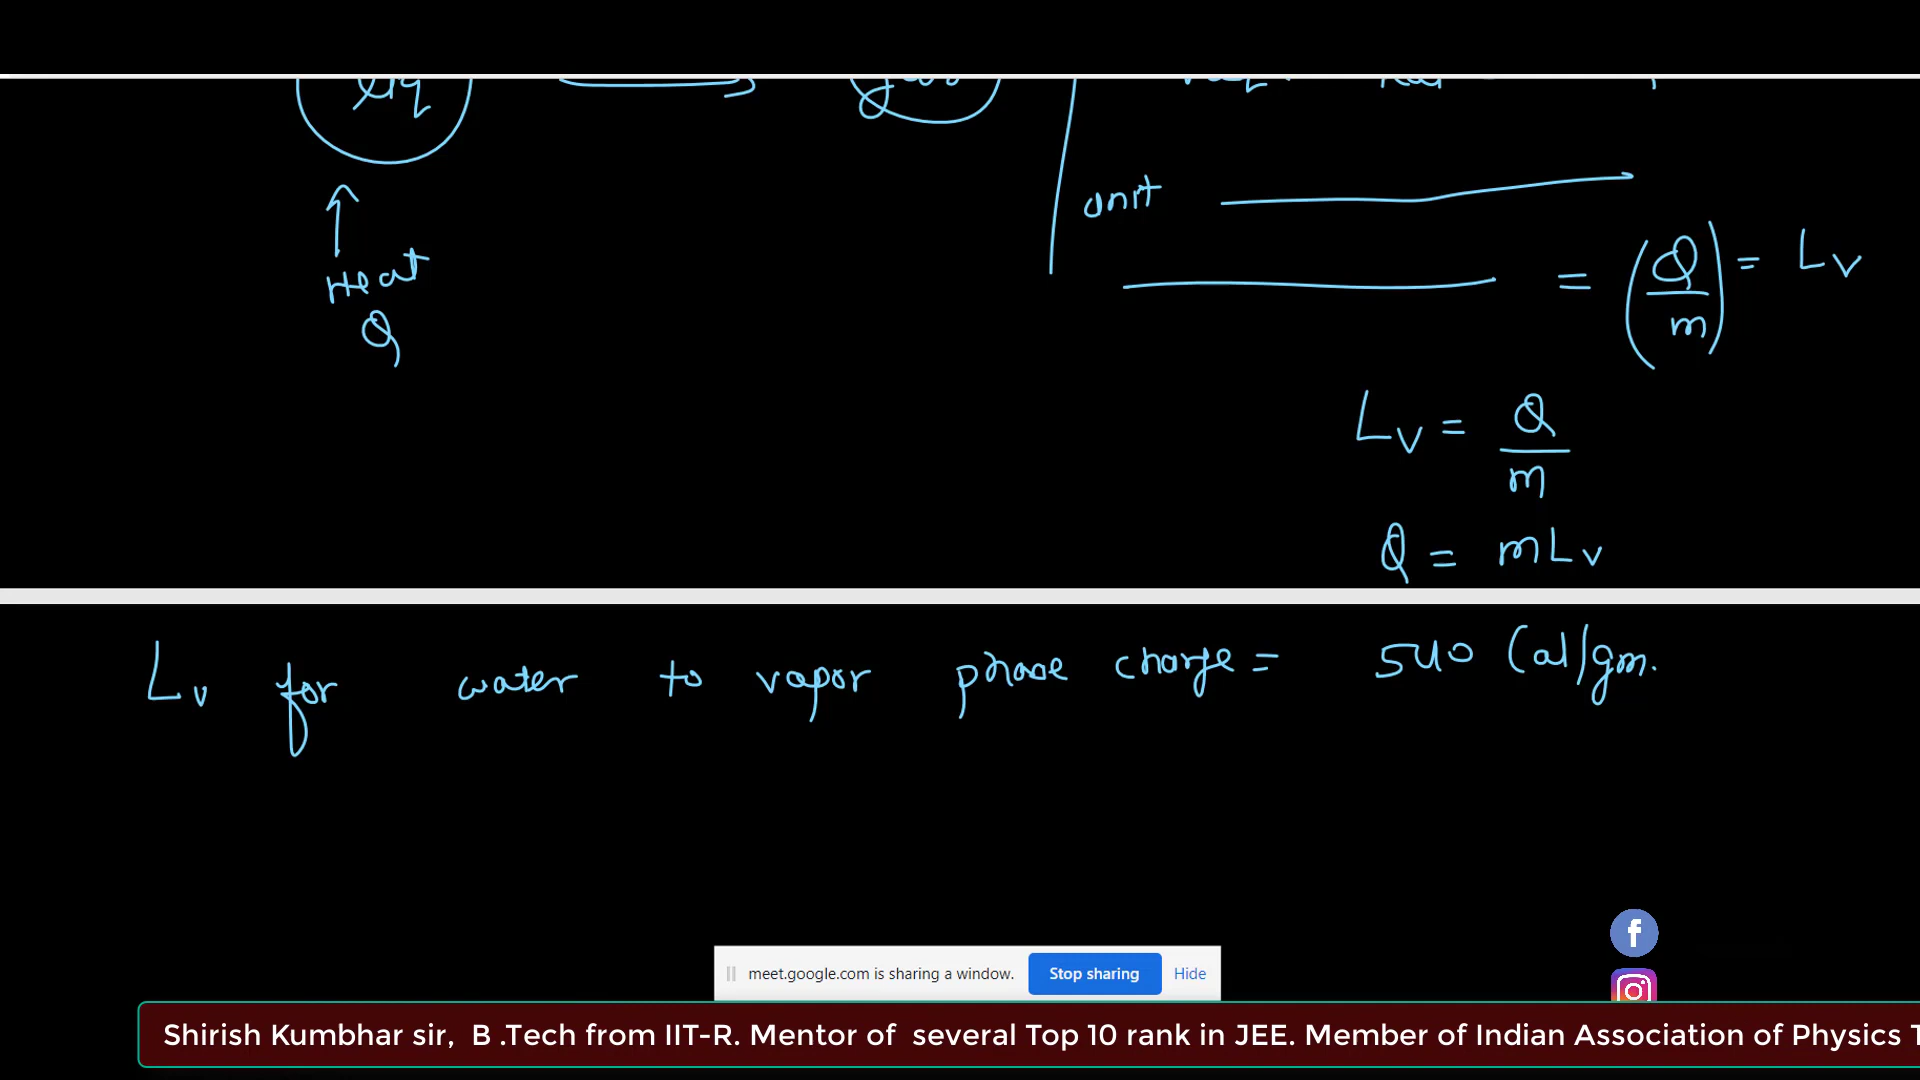 liq
unit
Heat
Q
= (Q/m) = Lv
Lv = Q/m
Q = mLv
Lv for water to vapor phase change = 540 Cal/gm.
meet.google.com is sharing a window. Stop sharing Hide
Shirish Kumbhar sir, B .Tech from IIT-R. Mentor of several Top 10 rank in JEE. Member of Indian Association of Physics T